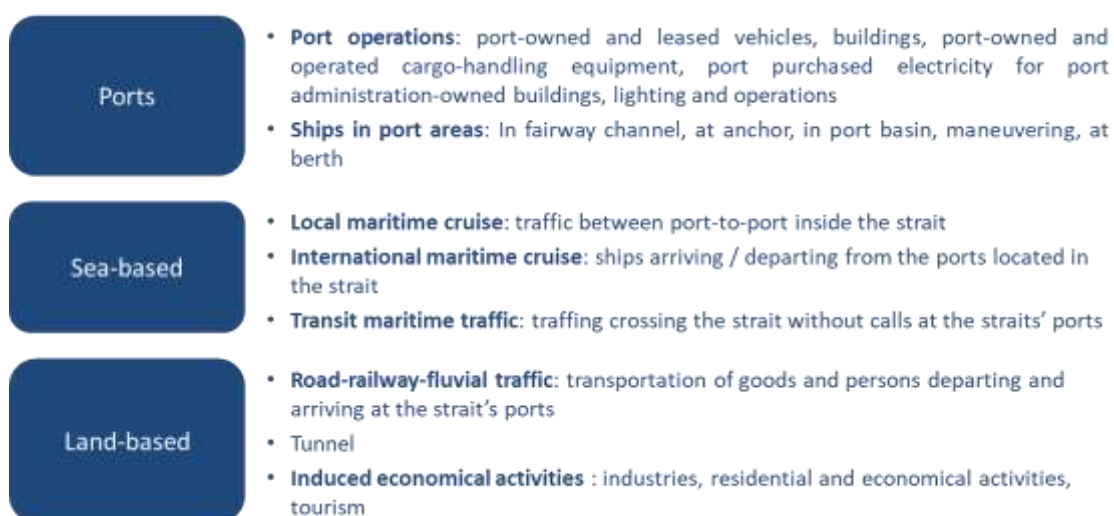 Ports
• Port operations: port-owned and leased vehicles, buildings, port-owned and
operated cargo-handling equipment, port purchased electricity for port
administration-owned buildings, lighting and operations
• Ships in port areas: In fairway channel, at anchor, in port basin, maneuvering, at
berth
Sea-based
• Local maritime cruise: traffic between port-to-port inside the strait
• International maritime cruise: ships arriving / departing from the ports located in
the strait
• Transit maritime traffic: traffing crossing the strait without calls at the straits' ports
Land-based
• Road-railway-fluvial traffic: transportation of goods and persons departing and
arriving at the strait's ports
• Tunnel
• Induced economical activities : industries, residential and economical activities,
tourism